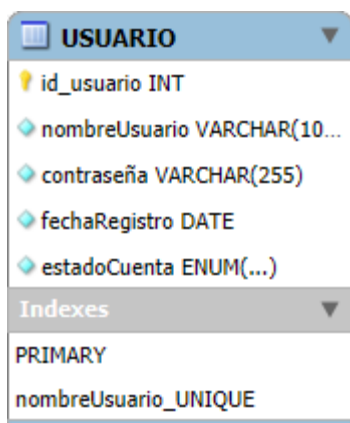 USUARIO
id_usuario INT
nombreUsuario VARCHAR(10...
contraseña VARCHAR(255)
fechaRegistro DATE
estadoCuenta ENUM(...)
Indexes
PRIMARY
nombreUsuario_UNIQUE